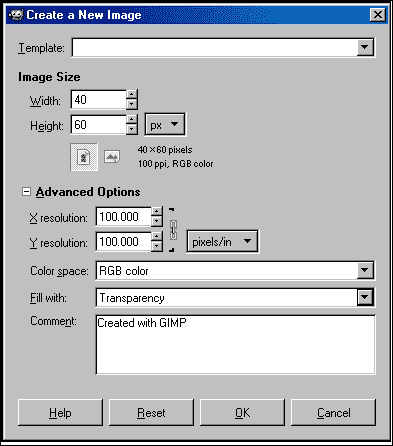 Create a New Image
Template:
Image Size
Width: 40
Height: 60 px
40 × 60 pixels
100 ppi, RGB color
Advanced Options
X resolution: 100.000
Y resolution: 100.000 pixels/in
Color space: RGB color
Fill with: Transparency
Comment: Created with GIMP
Help Reset OK Cancel